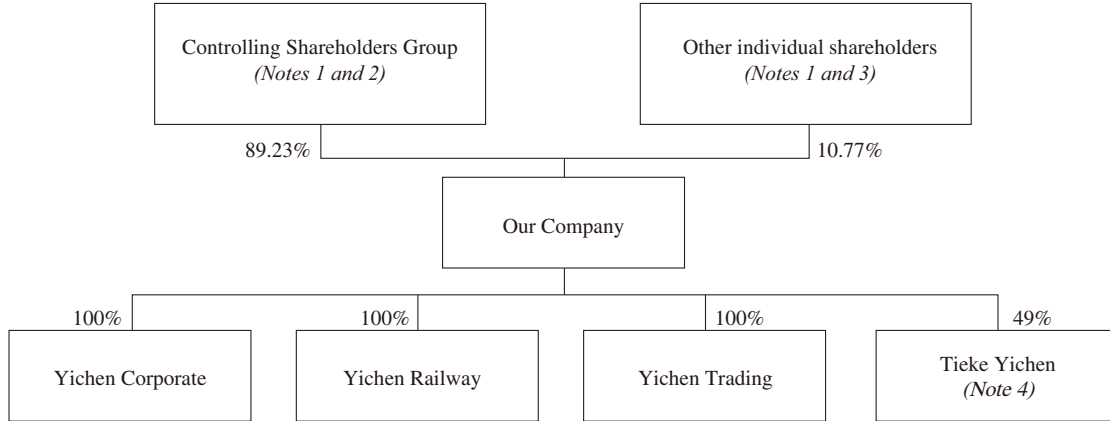 Controlling Shareholders Group
(Notes 1 and 2)
Other individual shareholders
(Notes 1 and 3)
89.23%
10.77%
Our Company
100%
100%
100%
49%
Yichen Corporate
Yichen Railway
Yichen Trading
Tieke Yichen
(Note 4)